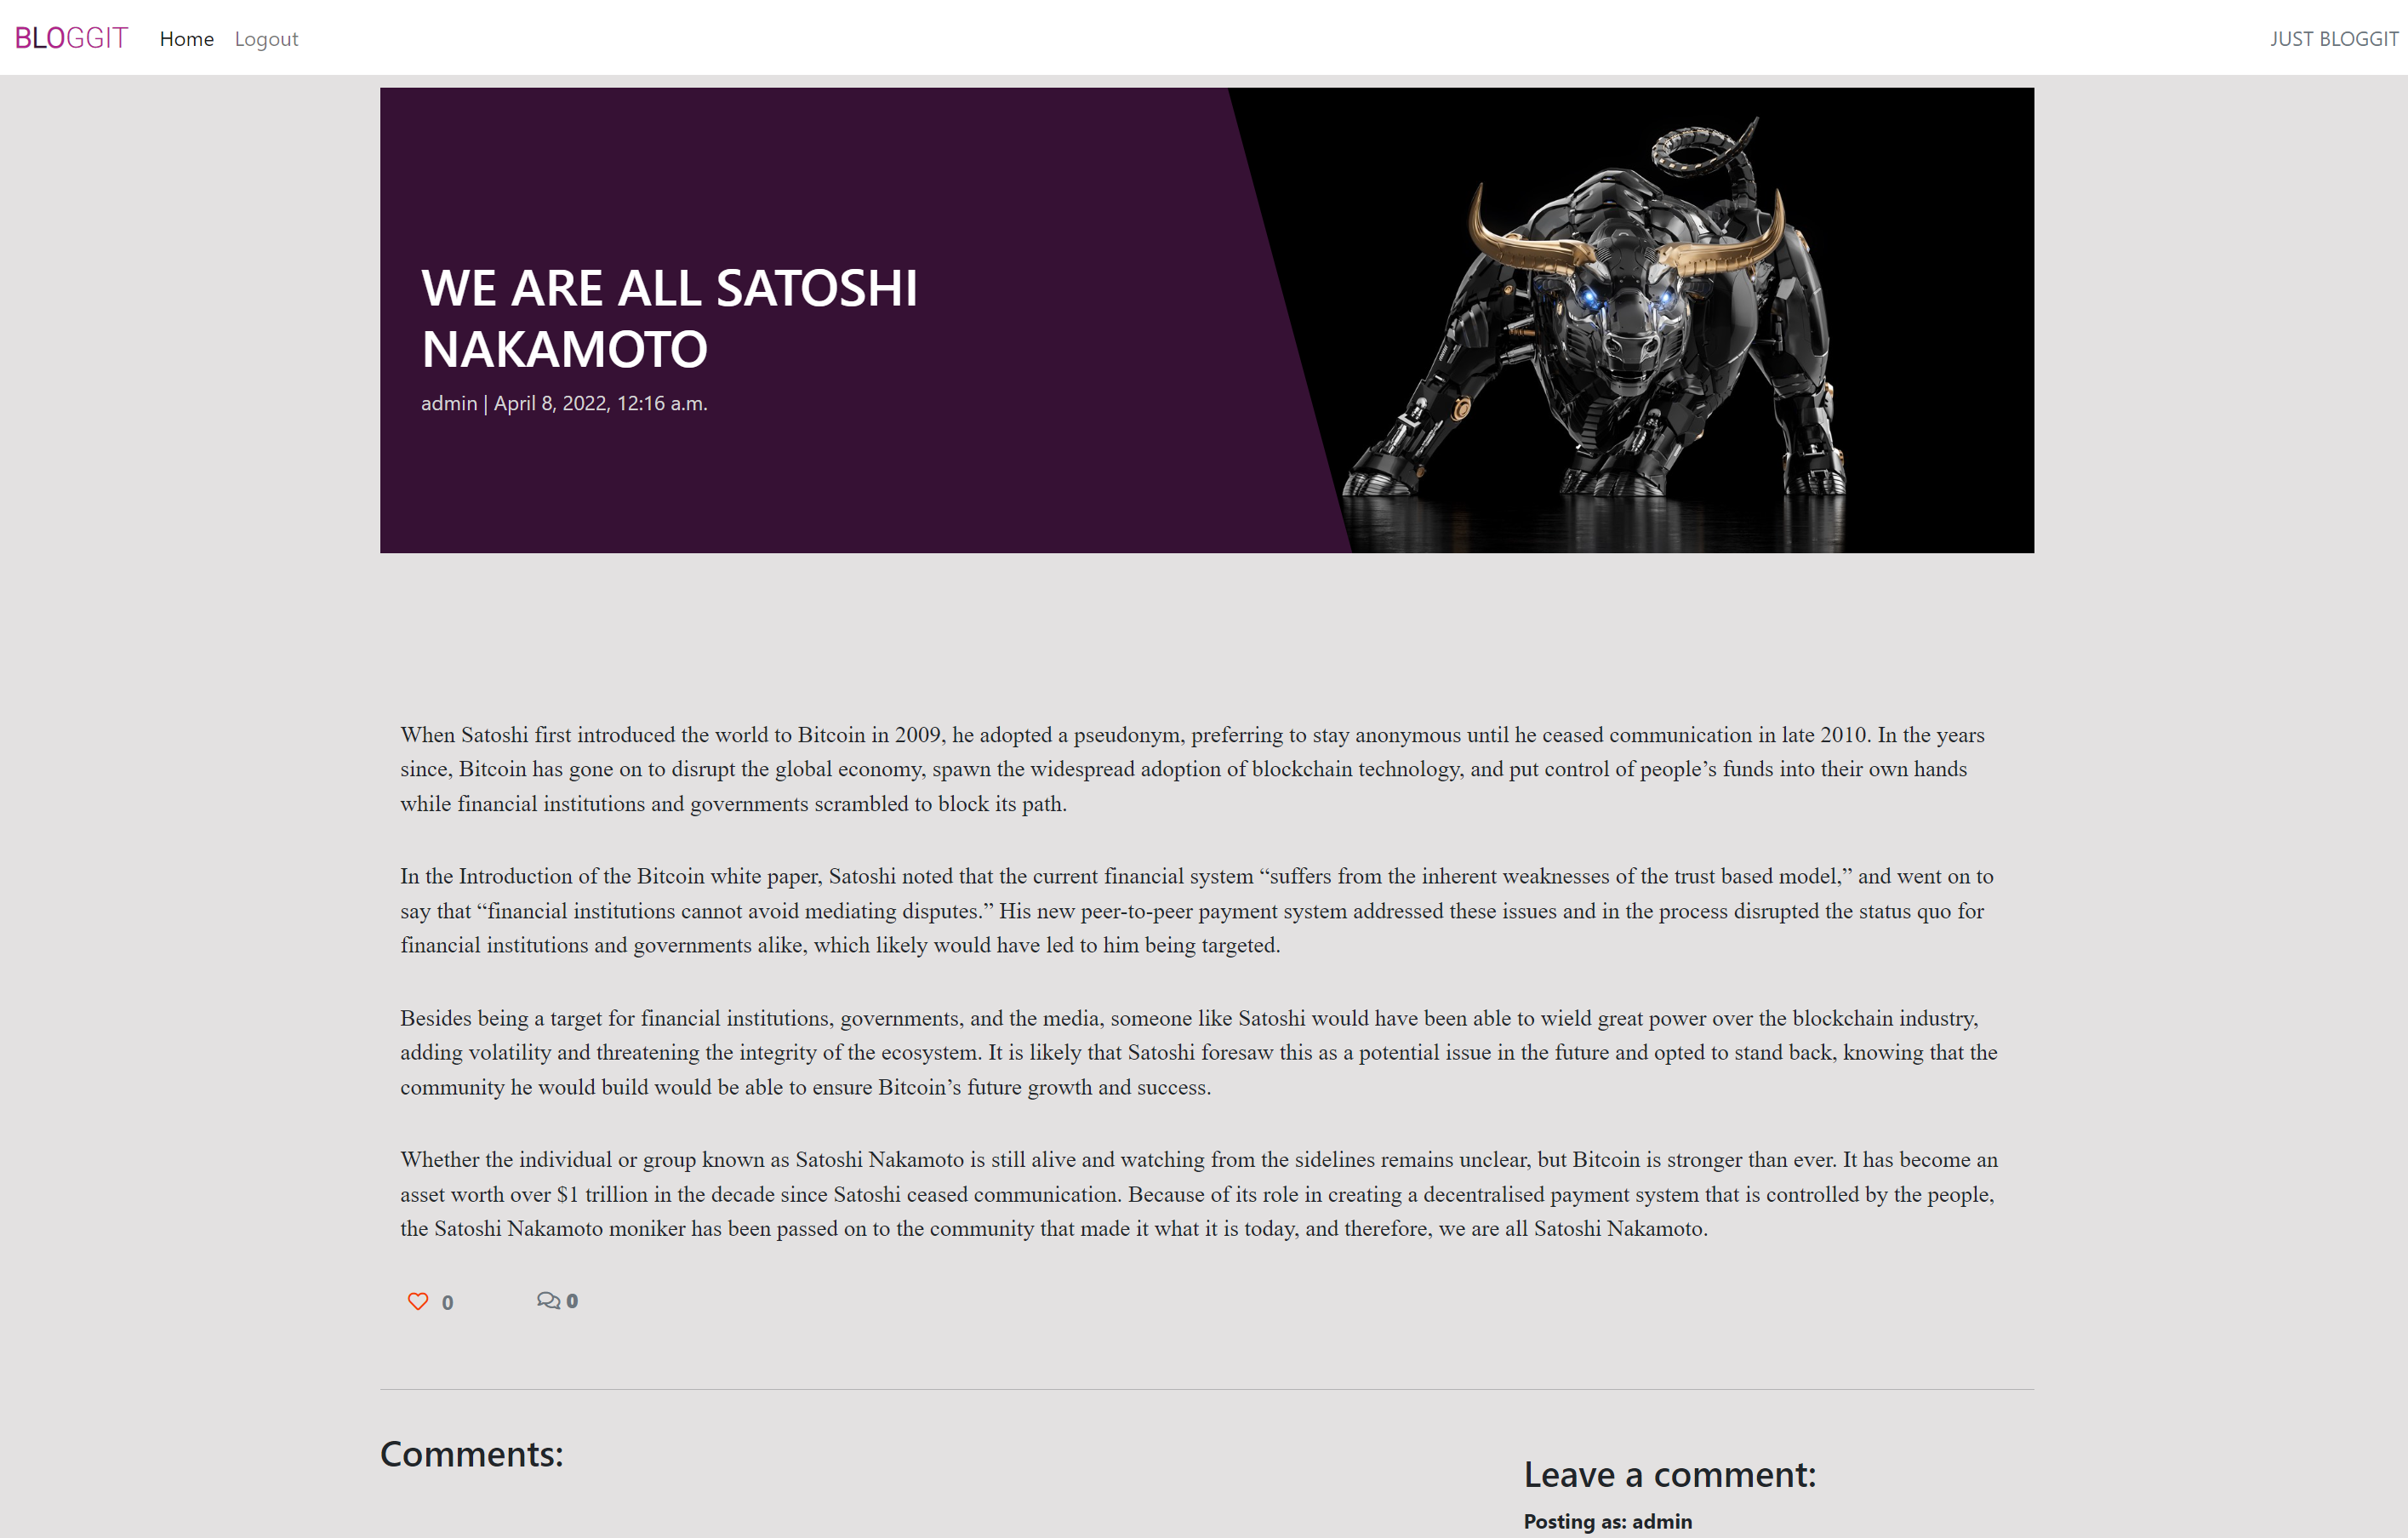 BLOGGIT Home Logout JUST BLOGGIT
WE ARE ALL SATOSHI
NAKAMOTO
admin | April 8, 2022, 12:16 a.m.
When Satoshi first introduced the world to Bitcoin in 2009, he adopted a pseudonym, preferring to stay anonymous until he ceased communication in late 2010. In the years
since, Bitcoin has gone on to disrupt the global economy, spawn the widespread adoption of blockchain technology, and put control of people’s funds into their own hands
while financial institutions and governments scrambled to block its path.
In the Introduction of the Bitcoin white paper, Satoshi noted that the current financial system “suffers from the inherent weaknesses of the trust based model,” and went on to
say that “financial institutions cannot avoid mediating disputes.” His new peer-to-peer payment system addressed these issues and in the process disrupted the status quo for
financial institutions and governments alike, which likely would have led to him being targeted.
Besides being a target for financial institutions, governments, and the media, someone like Satoshi would have been able to wield great power over the blockchain industry,
adding volatility and threatening the integrity of the ecosystem. It is likely that Satoshi foresaw this as a potential issue in the future and opted to stand back, knowing that the
community he would build would be able to ensure Bitcoin’s future growth and success.
Whether the individual or group known as Satoshi Nakamoto is still alive and watching from the sidelines remains unclear, but Bitcoin is stronger than ever. It has become an
asset worth over $1 trillion in the decade since Satoshi ceased communication. Because of its role in creating a decentralised payment system that is controlled by the people,
the Satoshi Nakamoto moniker has been passed on to the community that made it what it is today, and therefore, we are all Satoshi Nakamoto.
0 0
Comments:
Leave a comment:
Posting as: admin